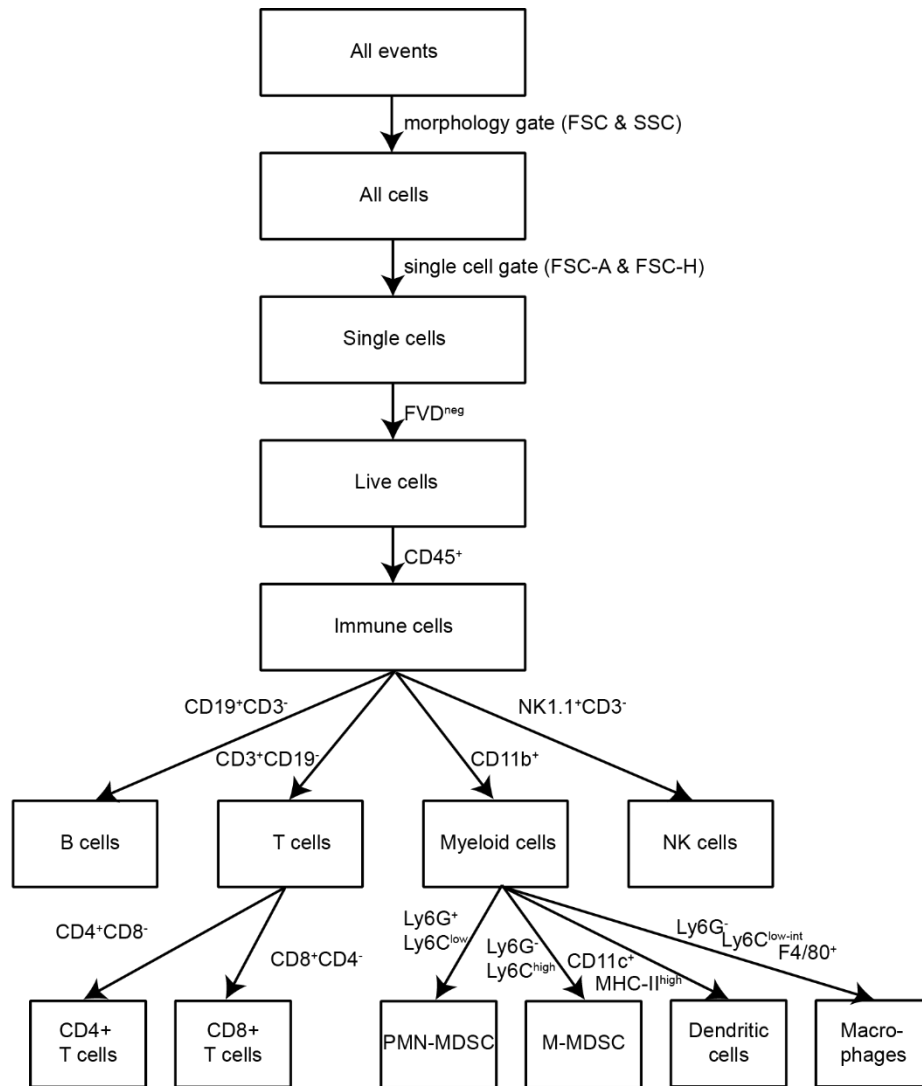 All events
morphology gate (FSC & SSC)
All cells
single cell gate (FSC-A & FSC-H)
Single cells
FVDⁿᵉᵍ
Live cells
CD45⁺
Immune cells
CD19⁺CD3⁻
CD3⁺CD19⁻
CD11b⁺
NK1.1⁺CD3⁻
B cells
T cells
Myeloid cells
NK cells
CD4⁺CD8⁻
CD8⁺CD4⁻
Ly6G⁺
Ly6Cˡᵒʷ
Ly6G⁻
Ly6Cʰⁱᵍʰ
CD11c⁺
MHC-IIʰⁱᵍʰ
Ly6G⁻
Ly6Cˡᵒʷ⁻ⁱⁿᵗ
F4/80⁺
CD4+
T cells
CD8+
T cells
PMN-MDSC
M-MDSC
Dendritic
cells
Macro-
phages